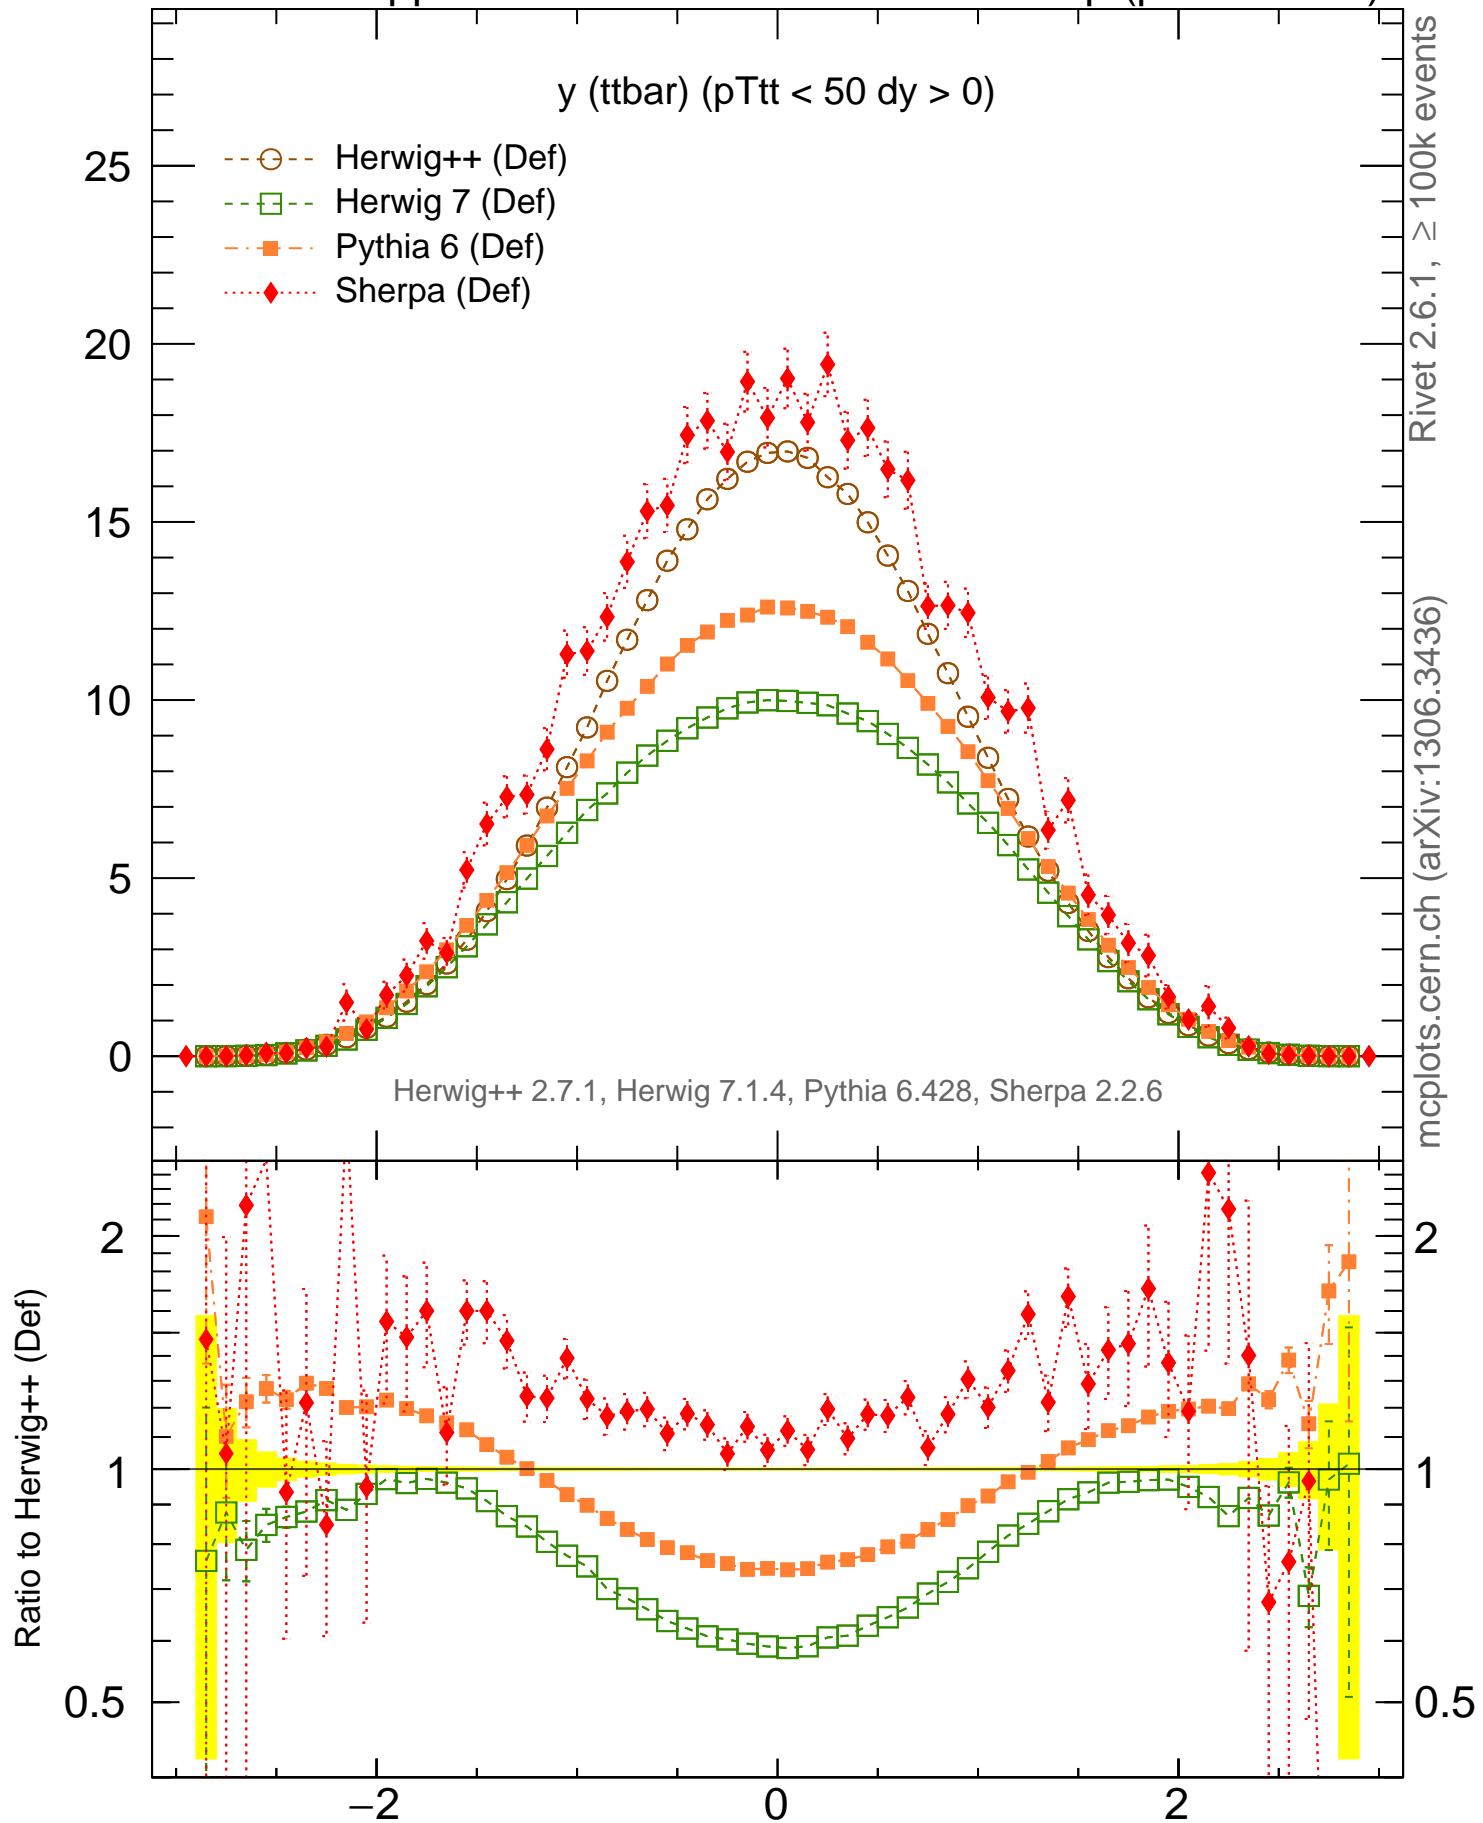 y (ttbar) (pTtt < 50 dy > 0)
Herwig++ (Def)
Herwig 7 (Def)
Pythia 6 (Def)
Sherpa (Def)
25
20
15
10
5
0
Herwig++ 2.7.1, Herwig 7.1.4, Pythia 6.428, Sherpa 2.2.6
Rivet 2.6.1, ≥ 100k events
mcplots.cern.ch (arXiv:1306.3436)
Ratio to Herwig++ (Def)
2
1
0.5
2
1
0.5
−2
0
2